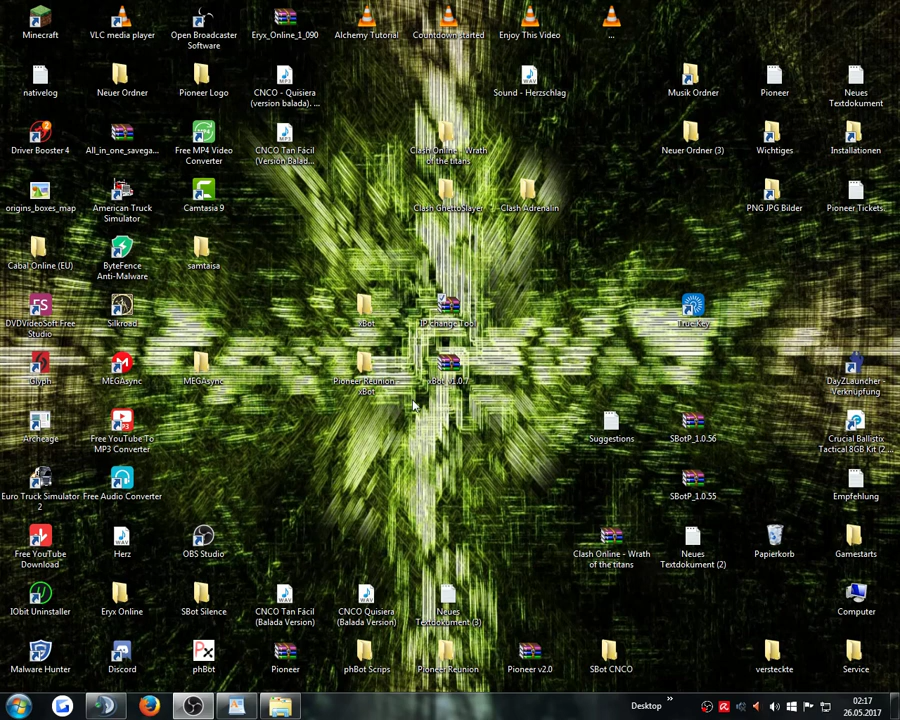 Minecraft
VLC media player
Open Broadcaster
Software
Eryx_Online_1_090
Alchemy Tutorial
Countdown started
Enjoy This Video
...
nativelog
Neuer Ordner
Pioneer Logo
CNCO - Quisiera
(version balada). ...
Sound - Herzschlag
Musik Ordner
Pioneer
Neues
Textdokument
Driver Booster 4
All_in_one_savega...
Free MP4 Video
Converter
CNCO Tan Fácil
(Version Balad...
Clash Online - Wrath
of the titans
Neuer Ordner (3)
Wichtiges
Installationen
origins_boxes_map
American Truck
Simulator
Camtasia 9
Clash GhettoSlayer
Clash Adrenalin
PNG JPG Bilder
Pioneer Tickets...
Cabal Online (EU)
ByteFence
Anti-Malware
samtaisa
DVDVideoSoft Free
Studio
Silkroad
xBot
IP change Tool
True Key
Glyph
MEGAsync
MEGAsync
Pioneer Reunion -
xBot
xBot v1.0.7
DayZLauncher -
Verknüpfung
Archeage
Free YouTube To
MP3 Converter
Suggestions
SBotP_1.0.56
Crucial Ballistix
Tactical 8GB Kit (2 ...
Euro Truck Simulator
2
Free Audio Converter
SBotP_1.0.55
Empfehlung
Free YouTube
Download
Herz
OBS Studio
Clash Online - Wrath
of the titans
Neues
Textdokument (2)
Papierkorb
Gamestarts
IObit Uninstaller
Eryx Online
SBot Silence
CNCO Tan Fácil
(Balada Version)
CNCO Quisiera
(Balada Version)
Neues
Textdokument (3)
Computer
Malware Hunter
Discord
phBot
Pioneer
phBot Scrips
Pioneer Reunion
Pioneer v2.0
SBot CNCO
versteckte
Service
Desktop
02:17
26.05.2017